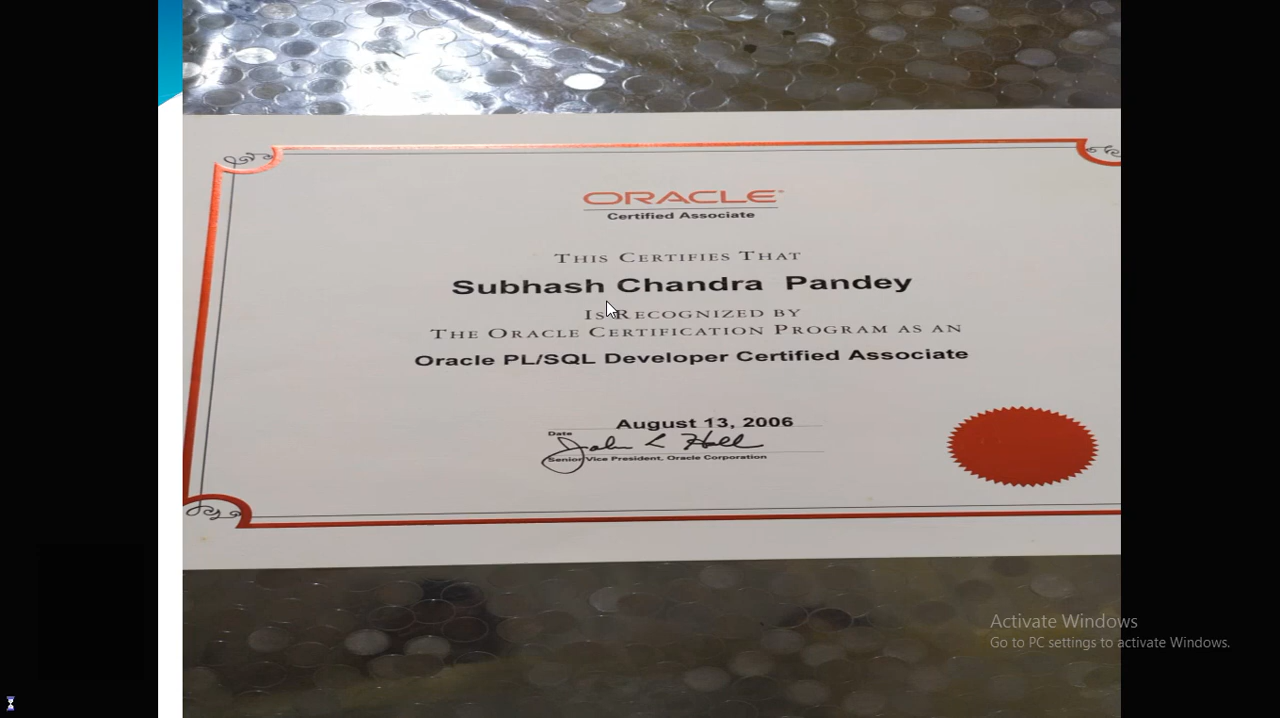 ORACLE
Certified Associate
THIS CERTIFIES THAT
Subhash Chandra Pandey
IS RECOGNIZED BY
THE ORACLE CERTIFICATION PROGRAM AS AN
Oracle PL/SQL Developer Certified Associate
August 13, 2006
Date
John L Hall
Senior Vice President, Oracle Corporation
Activate Windows
Go to PC settings to activate Windows.